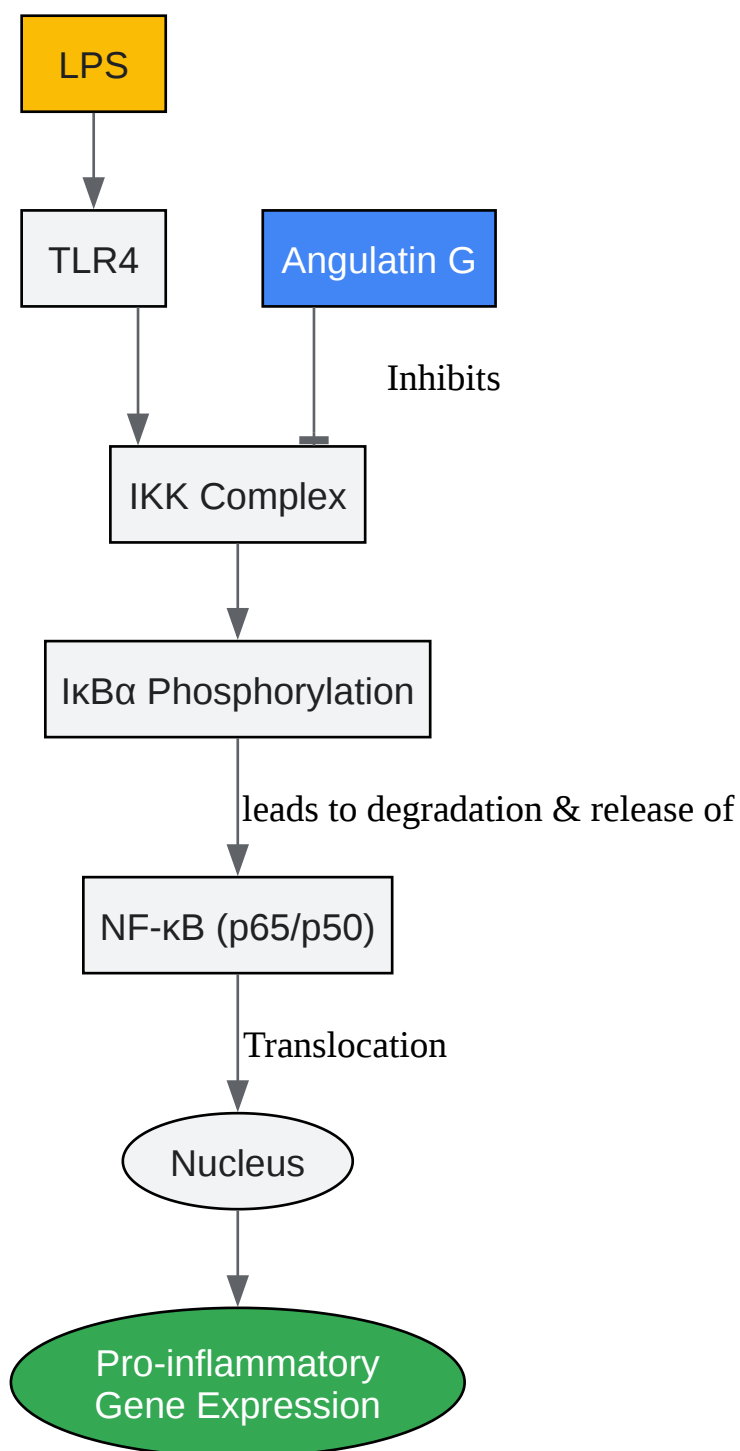 LPS
TLR4
Angulatin G
Inhibits
IKK Complex
IκBα Phosphorylation
leads to degradation & release of
NF-κB (p65/p50)
Translocation
Nucleus
Pro-inflammatory
Gene Expression